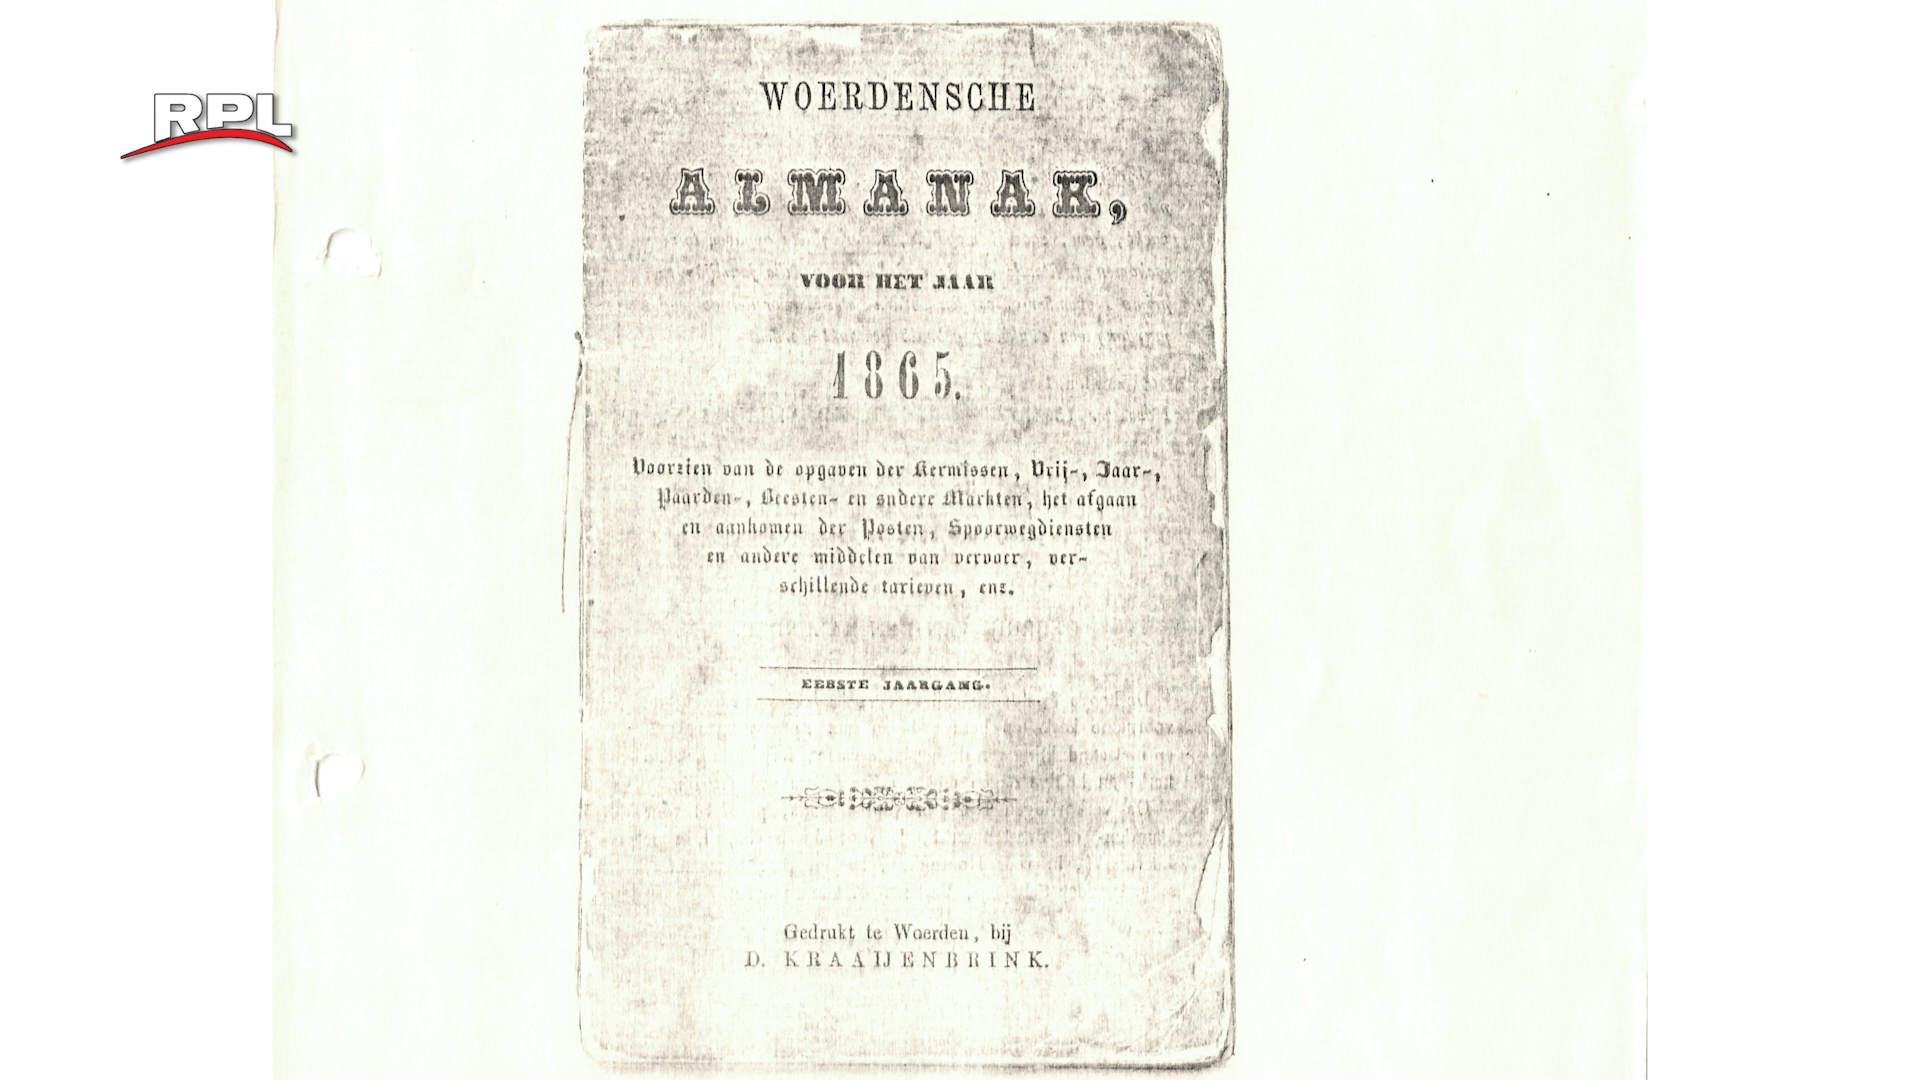 RPL
WOERDENSCHE
ALMANAK,
VOOR HET JAAR
1865.
Voorzien van de opgaven der Kermissen, Vrij-, Jaar-,
Paarden-, Beesten- en andere Markten, het afgaan
en aankomen der Posten, Spoorwegdiensten
en andere middelen van vervoer, ver-
schillende tarieven, enz.
EERSTE JAARGANG.
Gedrukt te Woerden, bij
D. KRAAIJENBRINK.